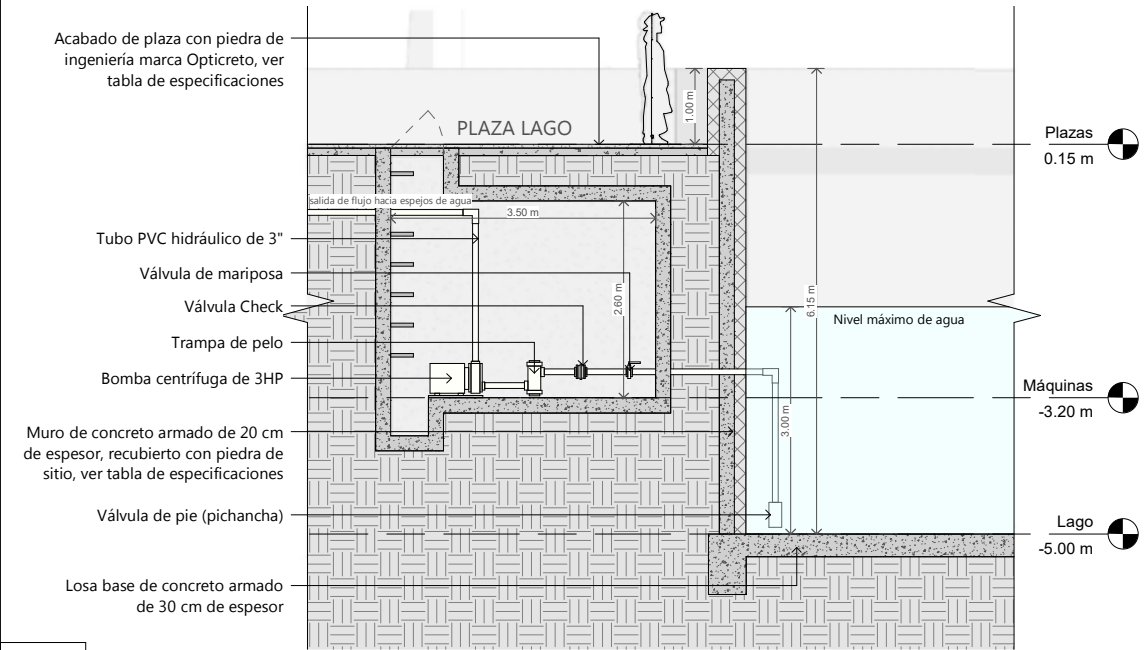 Acabado de plaza con piedra de
ingeniería marca Opticreto, ver
tabla de especificaciones
PLAZA LAGO
1.00 m
Plazas
0.15 m
salida de flujo hacia espejos de agua
3.50 m
Tubo PVC hidráulico de 3"
Válvula de mariposa
Válvula Check
Trampa de pelo
Bomba centrífuga de 3HP
2.60 m
6.15 m
Nivel máximo de agua
Máquinas
-3.20 m
3.00 m
Muro de concreto armado de 20 cm
de espesor, recubierto con piedra de
sitio, ver tabla de especificaciones
Válvula de pie (pichancha)
Lago
-5.00 m
Losa base de concreto armado
de 30 cm de espesor